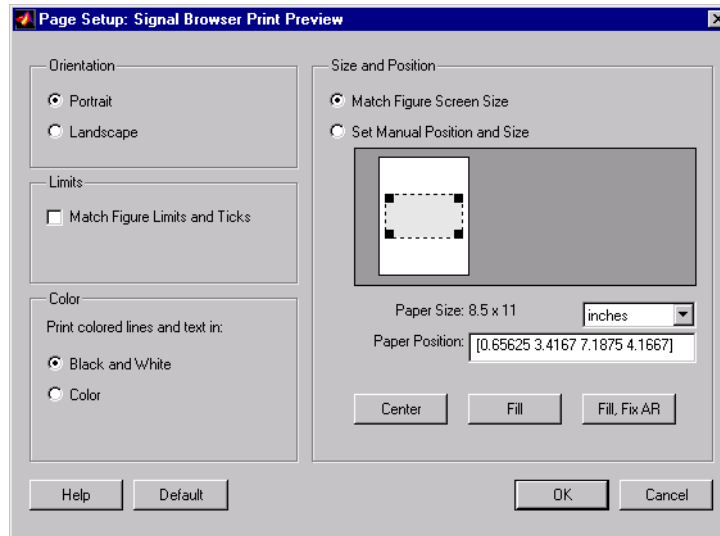 Page Setup: Signal Browser Print Preview
Orientation
Portrait
Landscape
Limits
Match Figure Limits and Ticks
Color
Print colored lines and text in:
Black and White
Color
Size and Position
Match Figure Screen Size
Set Manual Position and Size
Paper Size: 8.5 x 11
inches
Paper Position:
[0.65625 3.4167 7.1875 4.1667]
Center
Fill
Fill, Fix AR
Help
Default
OK
Cancel